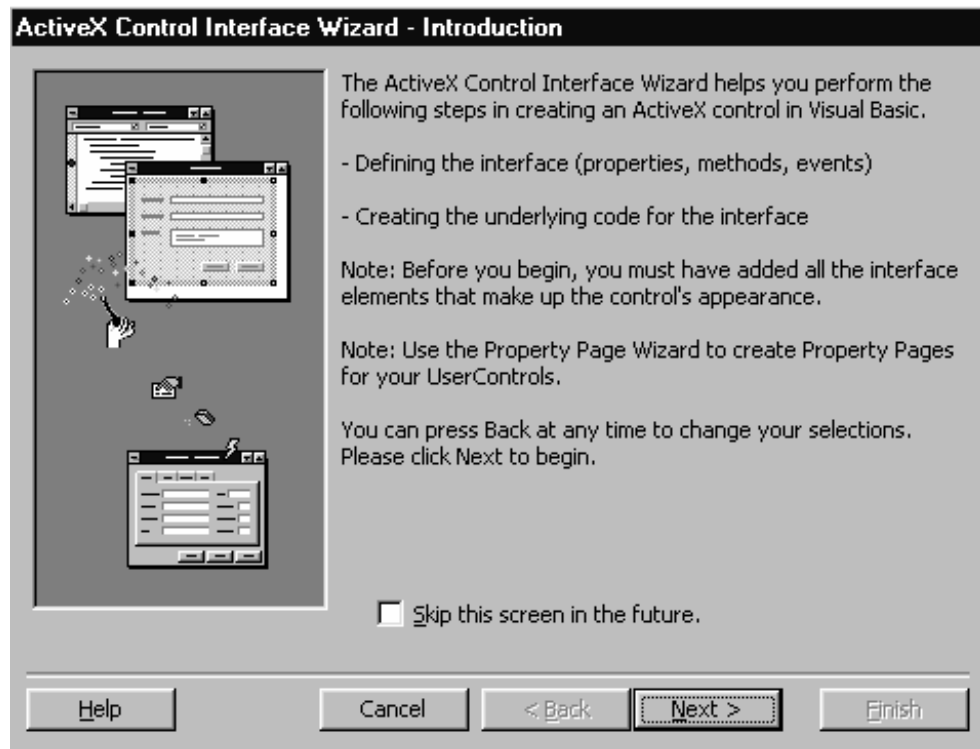 ActiveX Control Interface Wizard - Introduction
The ActiveX Control Interface Wizard helps you perform the
following steps in creating an ActiveX control in Visual Basic.
- Defining the interface (properties, methods, events)
- Creating the underlying code for the interface
Note: Before you begin, you must have added all the interface
elements that make up the control's appearance.
Note: Use the Property Page Wizard to create Property Pages
for your UserControls.
You can press Back at any time to change your selections.
Please click Next to begin.
Skip this screen in the future.
Help Cancel < Back Next > Finish